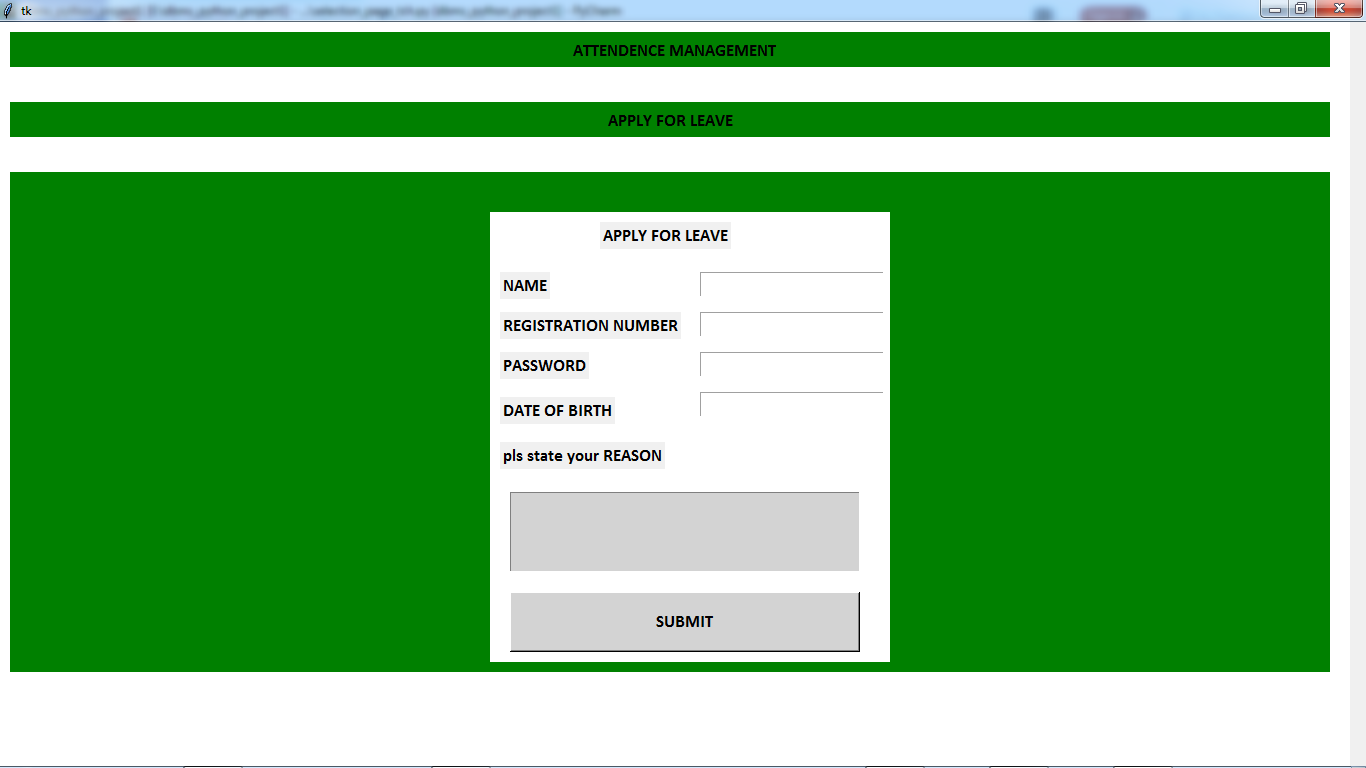 tk
ATTENDENCE MANAGEMENT
APPLY FOR LEAVE
APPLY FOR LEAVE
NAME
REGISTRATION NUMBER
PASSWORD
DATE OF BIRTH
pls state your REASON
SUBMIT